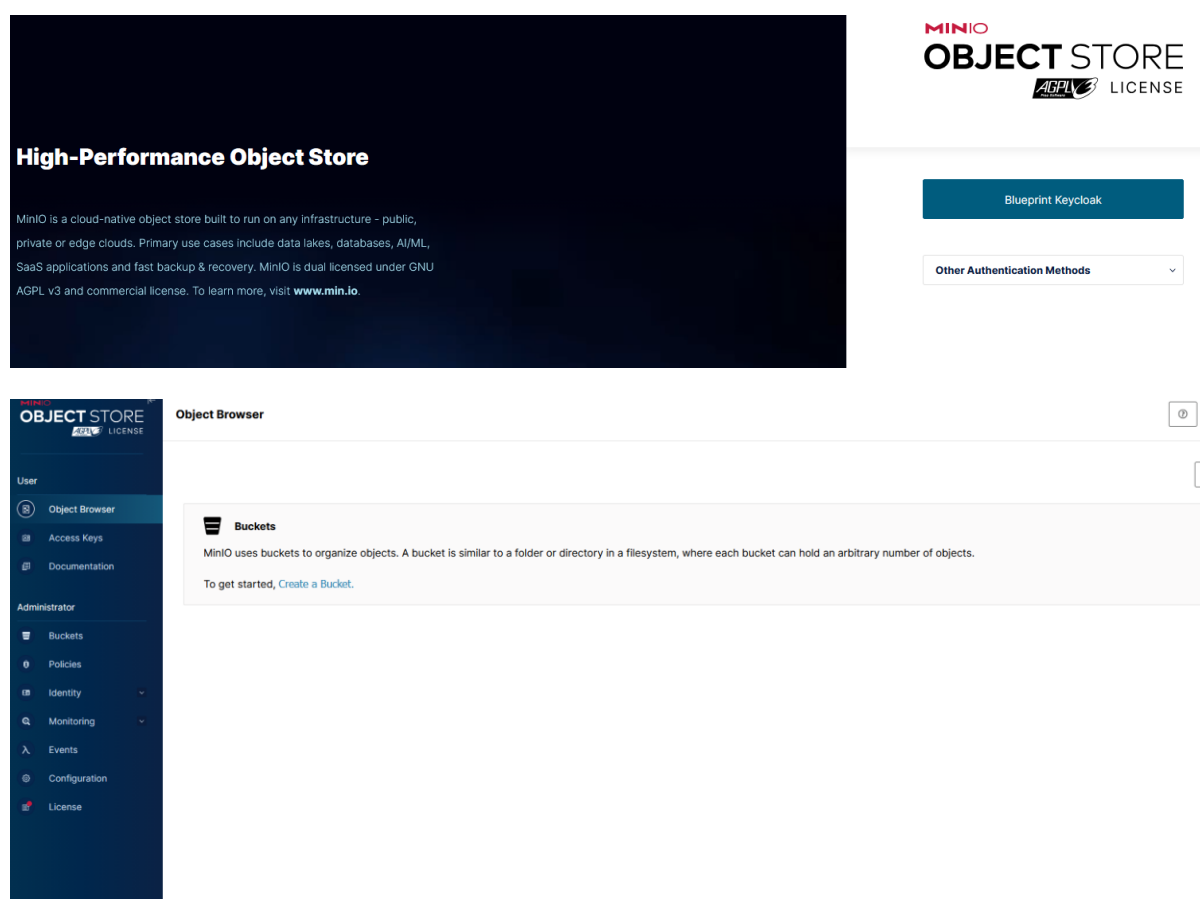 MINIO
OBJECT STORE
AGPL v3 LICENSE
High-Performance Object Store
Blueprint Keycloak
MinIO is a cloud-native object store built to run on any infrastructure - public,
private or edge clouds. Primary use cases include data lakes, databases, AI/ML,
SaaS applications and fast backup & recovery. MinIO is dual licensed under GNU
AGPL v3 and commercial license. To learn more, visit www.min.io.
Other Authentication Methods
MINIO
OBJECT STORE
AGPL v3 LICENSE
Object Browser
User
Object Browser
Access Keys
Documentation
Administrator
Buckets
Policies
Identity
Monitoring
Events
Configuration
License
Buckets
MinIO uses buckets to organize objects. A bucket is similar to a folder or directory in a filesystem, where each bucket can hold an arbitrary number of objects.
To get started, Create a Bucket.